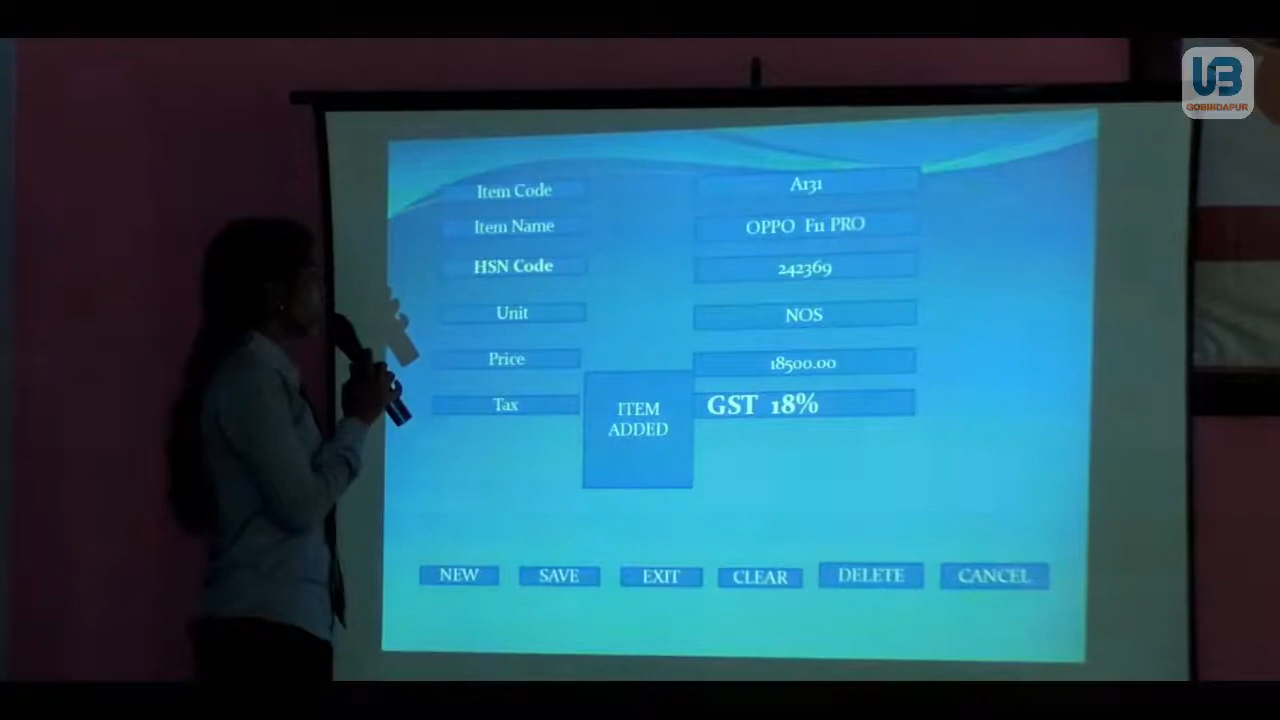 UB
GOBINDAPUR
Item Code A131
Item Name OPPO F11 PRO
HSN Code 242369
Unit NOS
Price 18500.00
Tax GST 18%
ITEM
ADDED
NEW SAVE EXIT CLEAR DELETE CANCEL